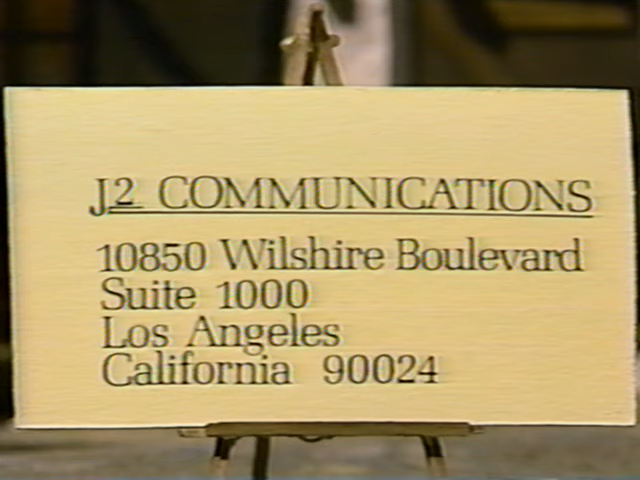 J2 COMMUNICATIONS
10850 Wilshire Boulevard
Suite 1000
Los Angeles
California 90024